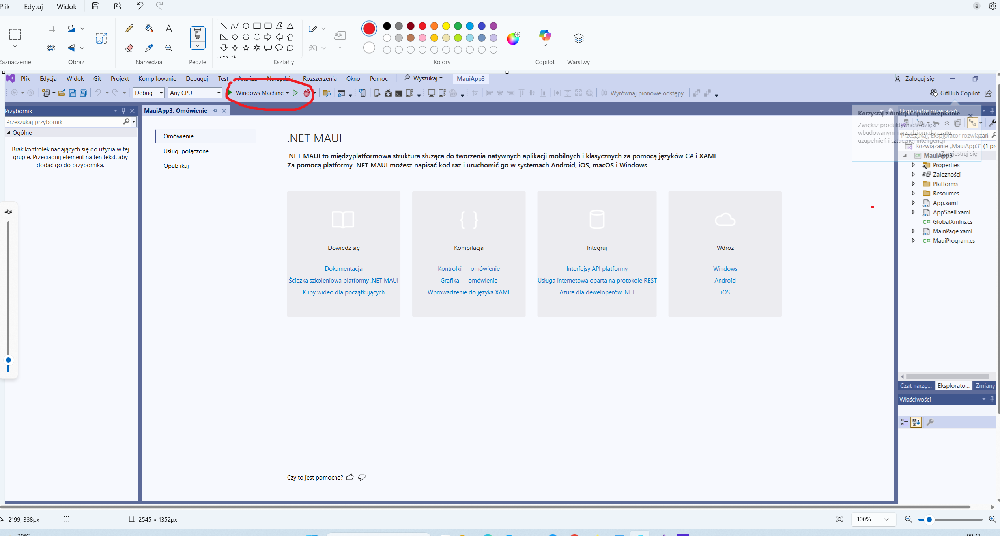 Plik Edytuj Widok
Zaznaczenie Obraz Narzędzia Pędzle Kształty Kolory Copilot Warstwy
Plik Edycja Widok Git Projekt Kompilowanie Debuguj Test Analiza Narzędzia Rozszerzenia Okno Pomoc Wyszukaj MauiApp3 Zaloguj się
Debug Any CPU Windows Machine Wyrównaj pionowe odstępy GitHub Copilot
Przybornik
MauiApp3: Omówienie
Eksplorator rozwiązań
Korzystaj z funkcji Copilot bezpłatnie
Przeszukaj przybornik
Zwiększ produktywność dzięki
wbudowanym narzędziom do czatu,
uzupełnień i sztucznej inteligencji
Zarejestruj się
Ogólne
Brak kontrolek nadających się do użycia w tej
grupie. Przeciągnij element na ten tekst, aby
dodać go do przybornika.
Omówienie
Usługi połączone
Opublikuj
.NET MAUI
.NET MAUI to międzyplatformowa struktura służąca do tworzenia natywnych aplikacji mobilnych i klasycznych za pomocą języków C# i XAML.
Za pomocą platformy .NET MAUI możesz napisać kod raz i uruchomić go w systemach Android, iOS, macOS i Windows.
Dowiedz się
Dokumentacja
Ścieżka szkoleniowa platformy .NET MAUI
Klipy wideo dla początkujących
Kompilacja
Kontrolki — omówienie
Grafika — omówienie
Wprowadzenie do języka XAML
Integruj
Interfejsy API platformy
Usługa internetowa oparta na protokole REST
Azure dla deweloperów .NET
Wdróż
Windows
Android
iOS
Czy to jest pomocne?
Przeszukaj: Eksplorator rozwiązań
Rozwiązanie „MauiApp3” (1 pro
MauiApp3
Properties
Zależności
Platforms
Resources
App.xaml
AppShell.xaml
GlobalXmlns.cs
MainPage.xaml
MauiProgram.cs
Czat narzę... Eksplorato... Zmiany
Właściwości
2199, 338px 2545 × 1352px 100%